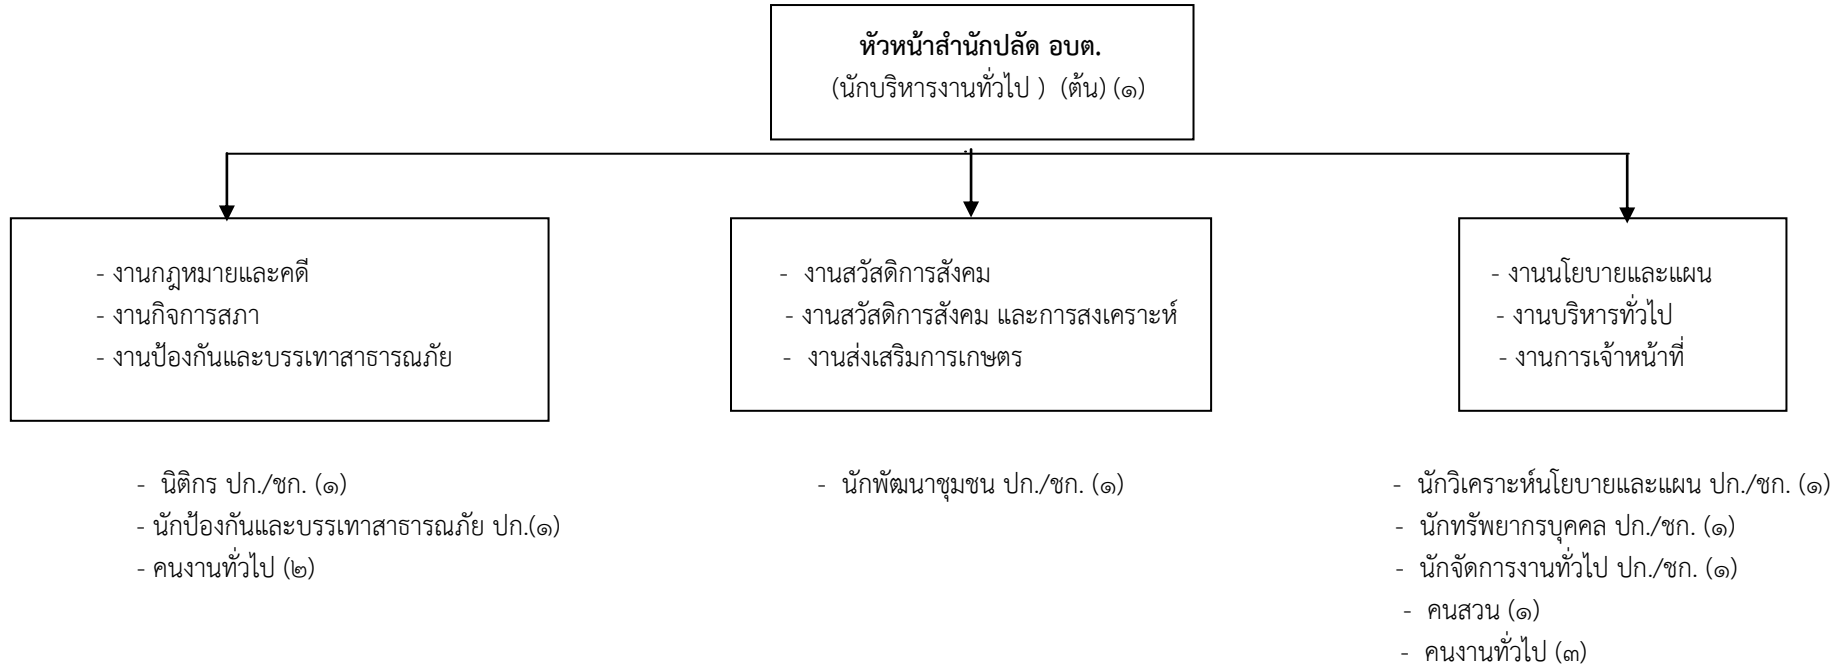 หัวหน้าสำนักปลัด อบต.
(นักบริหารงานทั่วไป ) (ต้น) (๑)
- งานกฎหมายและคดี
- งานกิจการสภา
- งานป้องกันและบรรเทาสาธารณภัย
- งานสวัสดิการสังคม
- งานสวัสดิการสังคม และการสงเคราะห์
- งานส่งเสริมการเกษตร
- งานนโยบายและแผน
- งานบริหารทั่วไป
- งานการเจ้าหน้าที่
- นิติกร ปก./ชก. (๑)
- นักป้องกันและบรรเทาสาธารณภัย ปก.(๑)
- คนงานทั่วไป (๒)
- นักพัฒนาชุมชน ปก./ชก. (๑)
- นักวิเคราะห์นโยบายและแผน ปก./ชก. (๑)
- นักทรัพยากรบุคคล ปก./ชก. (๑)
- นักจัดการงานทั่วไป ปก./ชก. (๑)
- คนสวน (๑)
- คนงานทั่วไป (๓)